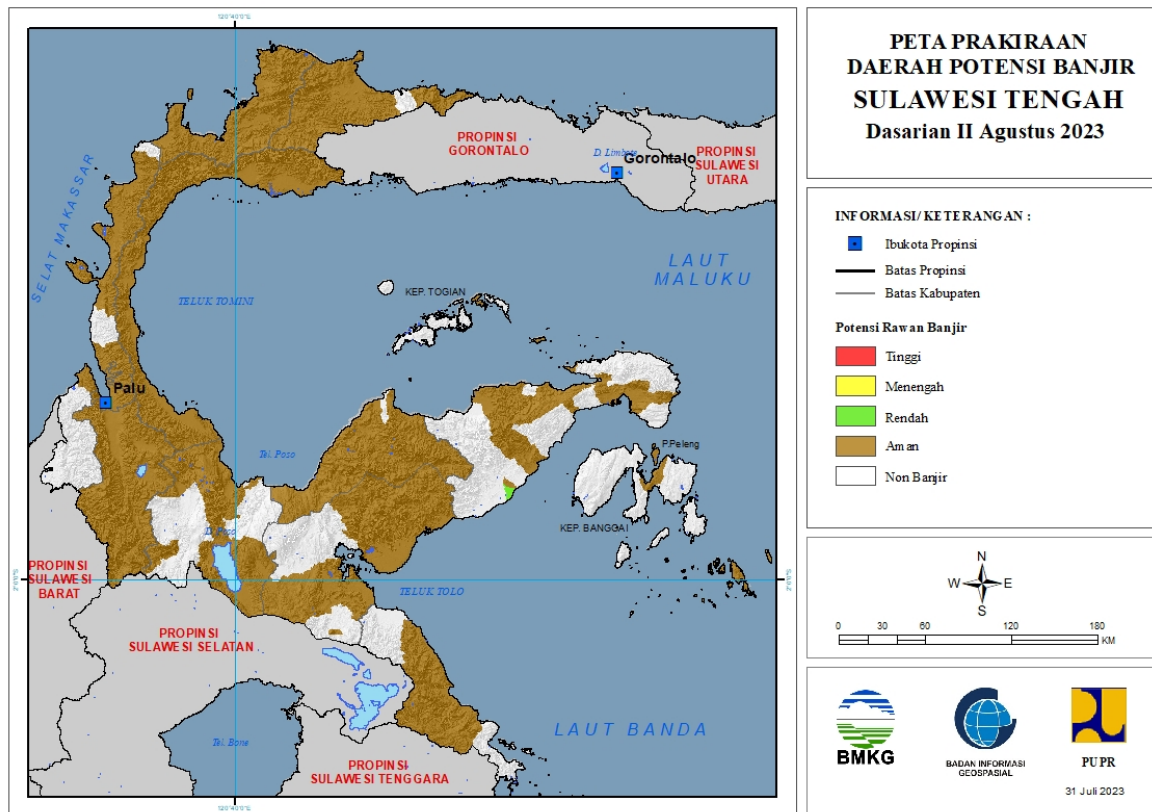 120°40'0"E
PROPINSI
GORONTALO
D. Limboto
Gorontalo
PROPINSI
SULAWESI
UTARA
SELAT MAKASSAR
TELUK TOMINI
LAUT
MALUKU
KEP. TOGIAN
Palu
Tel. Poso
P.Peleng
KEP. BANGGAI
D. Poso
PROPINSI
SULAWESI
BARAT
TELUK TOLO
PROPINSI
SULAWESI SELATAN
Tel. Bone
LAUT BANDA
PROPINSI
SULAWESI TENGGARA
PETA PRAKIRAAN
DAERAH POTENSI BANJIR
SULAWESI TENGAH
Dasarian II Agustus 2023
INFORMASI/ KETERANGAN :
Ibukota Propinsi
Batas Propinsi
Batas Kabupaten
Potensi Rawan Banjir
Tinggi
Menengah
Rendah
Aman
Non Banjir
N
W E
S
0 30 60 120 180
KM
BMKG
BADAN INFORMASI
GEOSPASIAL
PUPR
31 Juli 2023